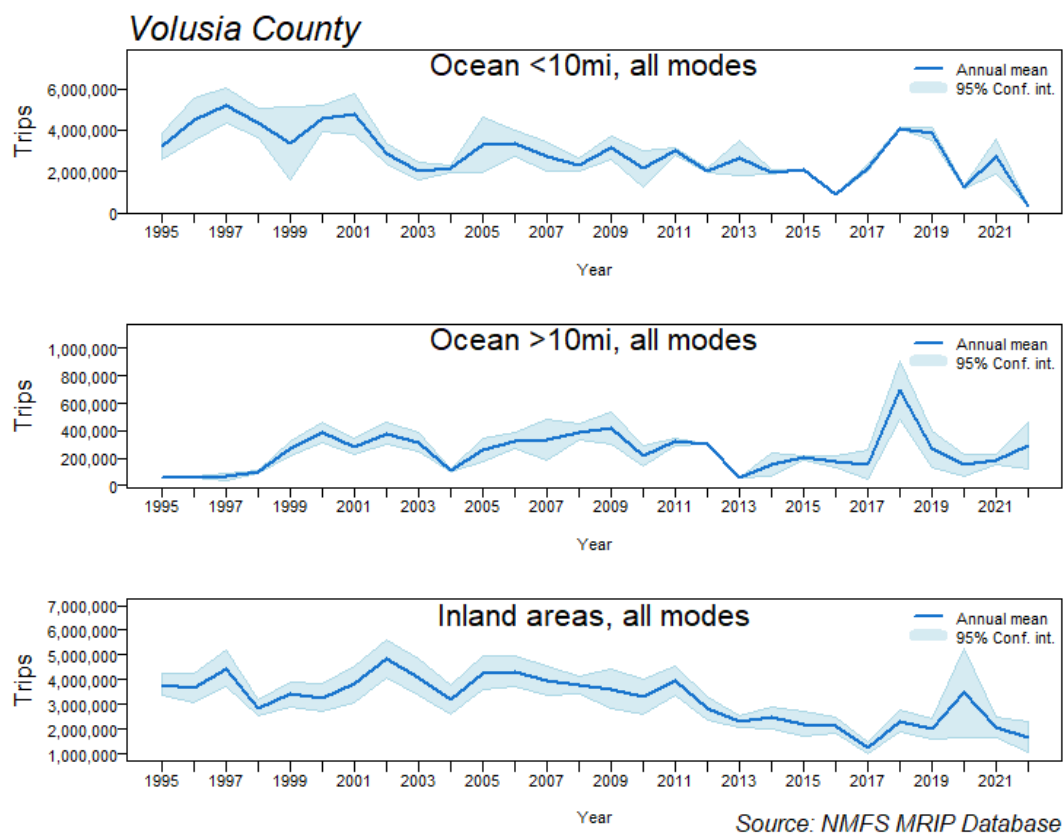 Volusia County
Ocean <10mi, all modes
Annual mean
95% Conf. int.
Trips
6,000,000
4,000,000
2,000,000
0
1995 1997 1999 2001 2003 2005 2007 2009 2011 2013 2015 2017 2019 2021
Year
Ocean >10mi, all modes
Annual mean
95% Conf. int.
Trips
1,000,000
800,000
600,000
400,000
200,000
0
1995 1997 1999 2001 2003 2005 2007 2009 2011 2013 2015 2017 2019 2021
Year
Inland areas, all modes
Annual mean
95% Conf. int.
Trips
7,000,000
6,000,000
5,000,000
4,000,000
3,000,000
2,000,000
1,000,000
1995 1997 1999 2001 2003 2005 2007 2009 2011 2013 2015 2017 2019 2021
Year
Source: NMFS MRIP Database